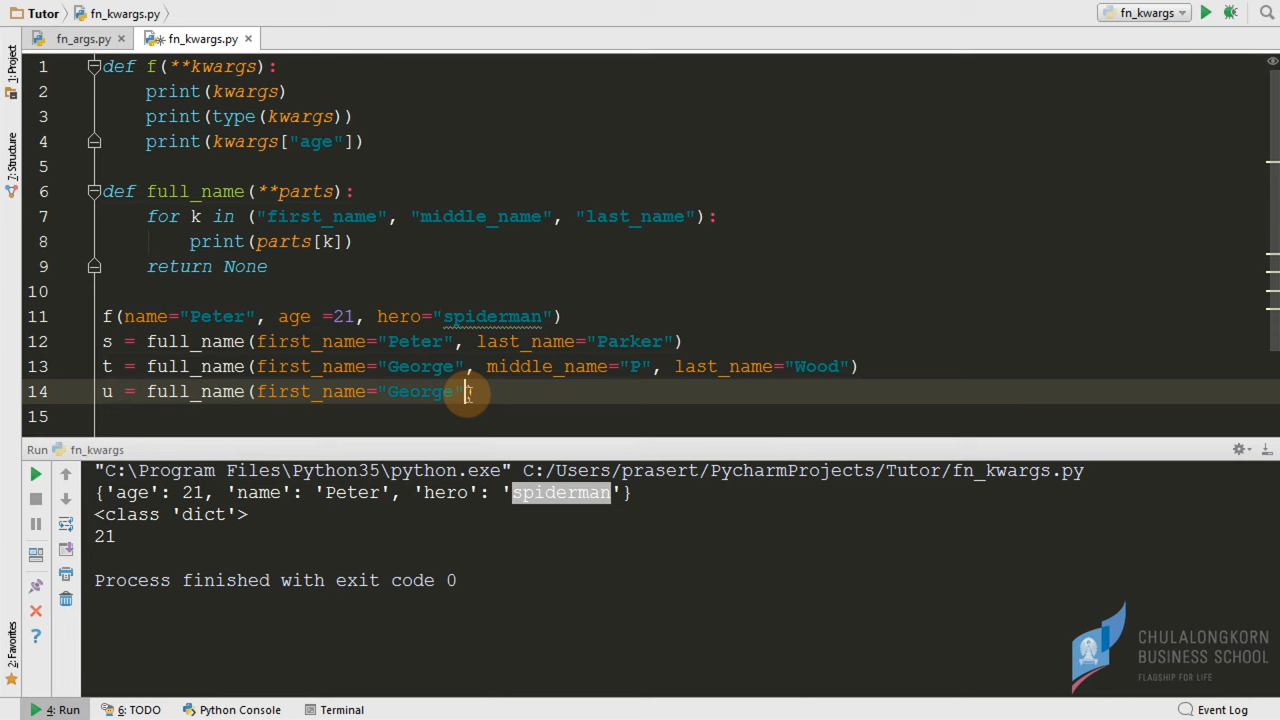 Tutor fn_kwargs.py fn_kwargs
fn_args.py fn_kwargs.py
1: Project
7: Structure
2: Favorites
1 def f(**kwargs):
2 print(kwargs)
3 print(type(kwargs))
4 print(kwargs["age"])
5
6 def full_name(**parts):
7 for k in ("first_name", "middle_name", "last_name"):
8 print(parts[k])
9 return None
10
11 f(name="Peter", age =21, hero="spiderman")
12 s = full_name(first_name="Peter", last_name="Parker")
13 t = full_name(first_name="George", middle_name="P", last_name="Wood")
14 u = full_name(first_name="George"
15
Run fn_kwargs
"C:\Program Files\Python35\python.exe" C:/Users/prasert/PycharmProjects/Tutor/fn_kwargs.py
{'age': 21, 'name': 'Peter', 'hero': 'spiderman'}
<class 'dict'>
21
Process finished with exit code 0
CHULALONGKORN
BUSINESS SCHOOL
FLAGSHIP FOR LIFE
4: Run 6: TODO Python Console Terminal Event Log